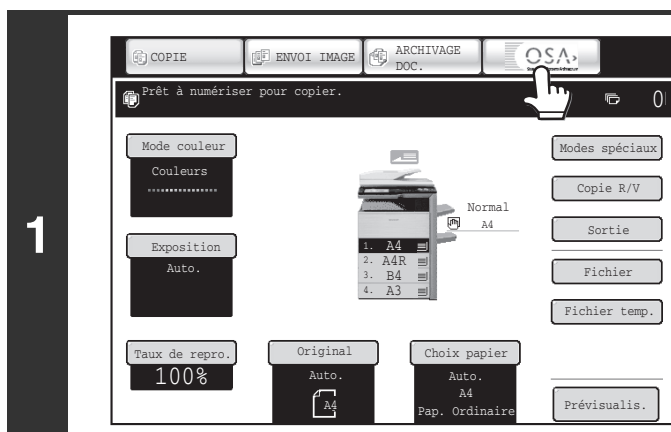 1
COPIE
ENVOI IMAGE
ARCHIVAGE
DOC.
OSA
Prêt à numériser pour copier.
0
Mode couleur
Couleurs
Exposition
Auto.
Taux de repro.
100%
Original
Auto.
A4
Choix papier
Auto.
A4
Pap. Ordinaire
1. A4
2. A4R
3. B4
4. A3
Normal
A4
Modes spéciaux
Copie R/V
Sortie
Fichier
Fichier temp.
Prévisualis.